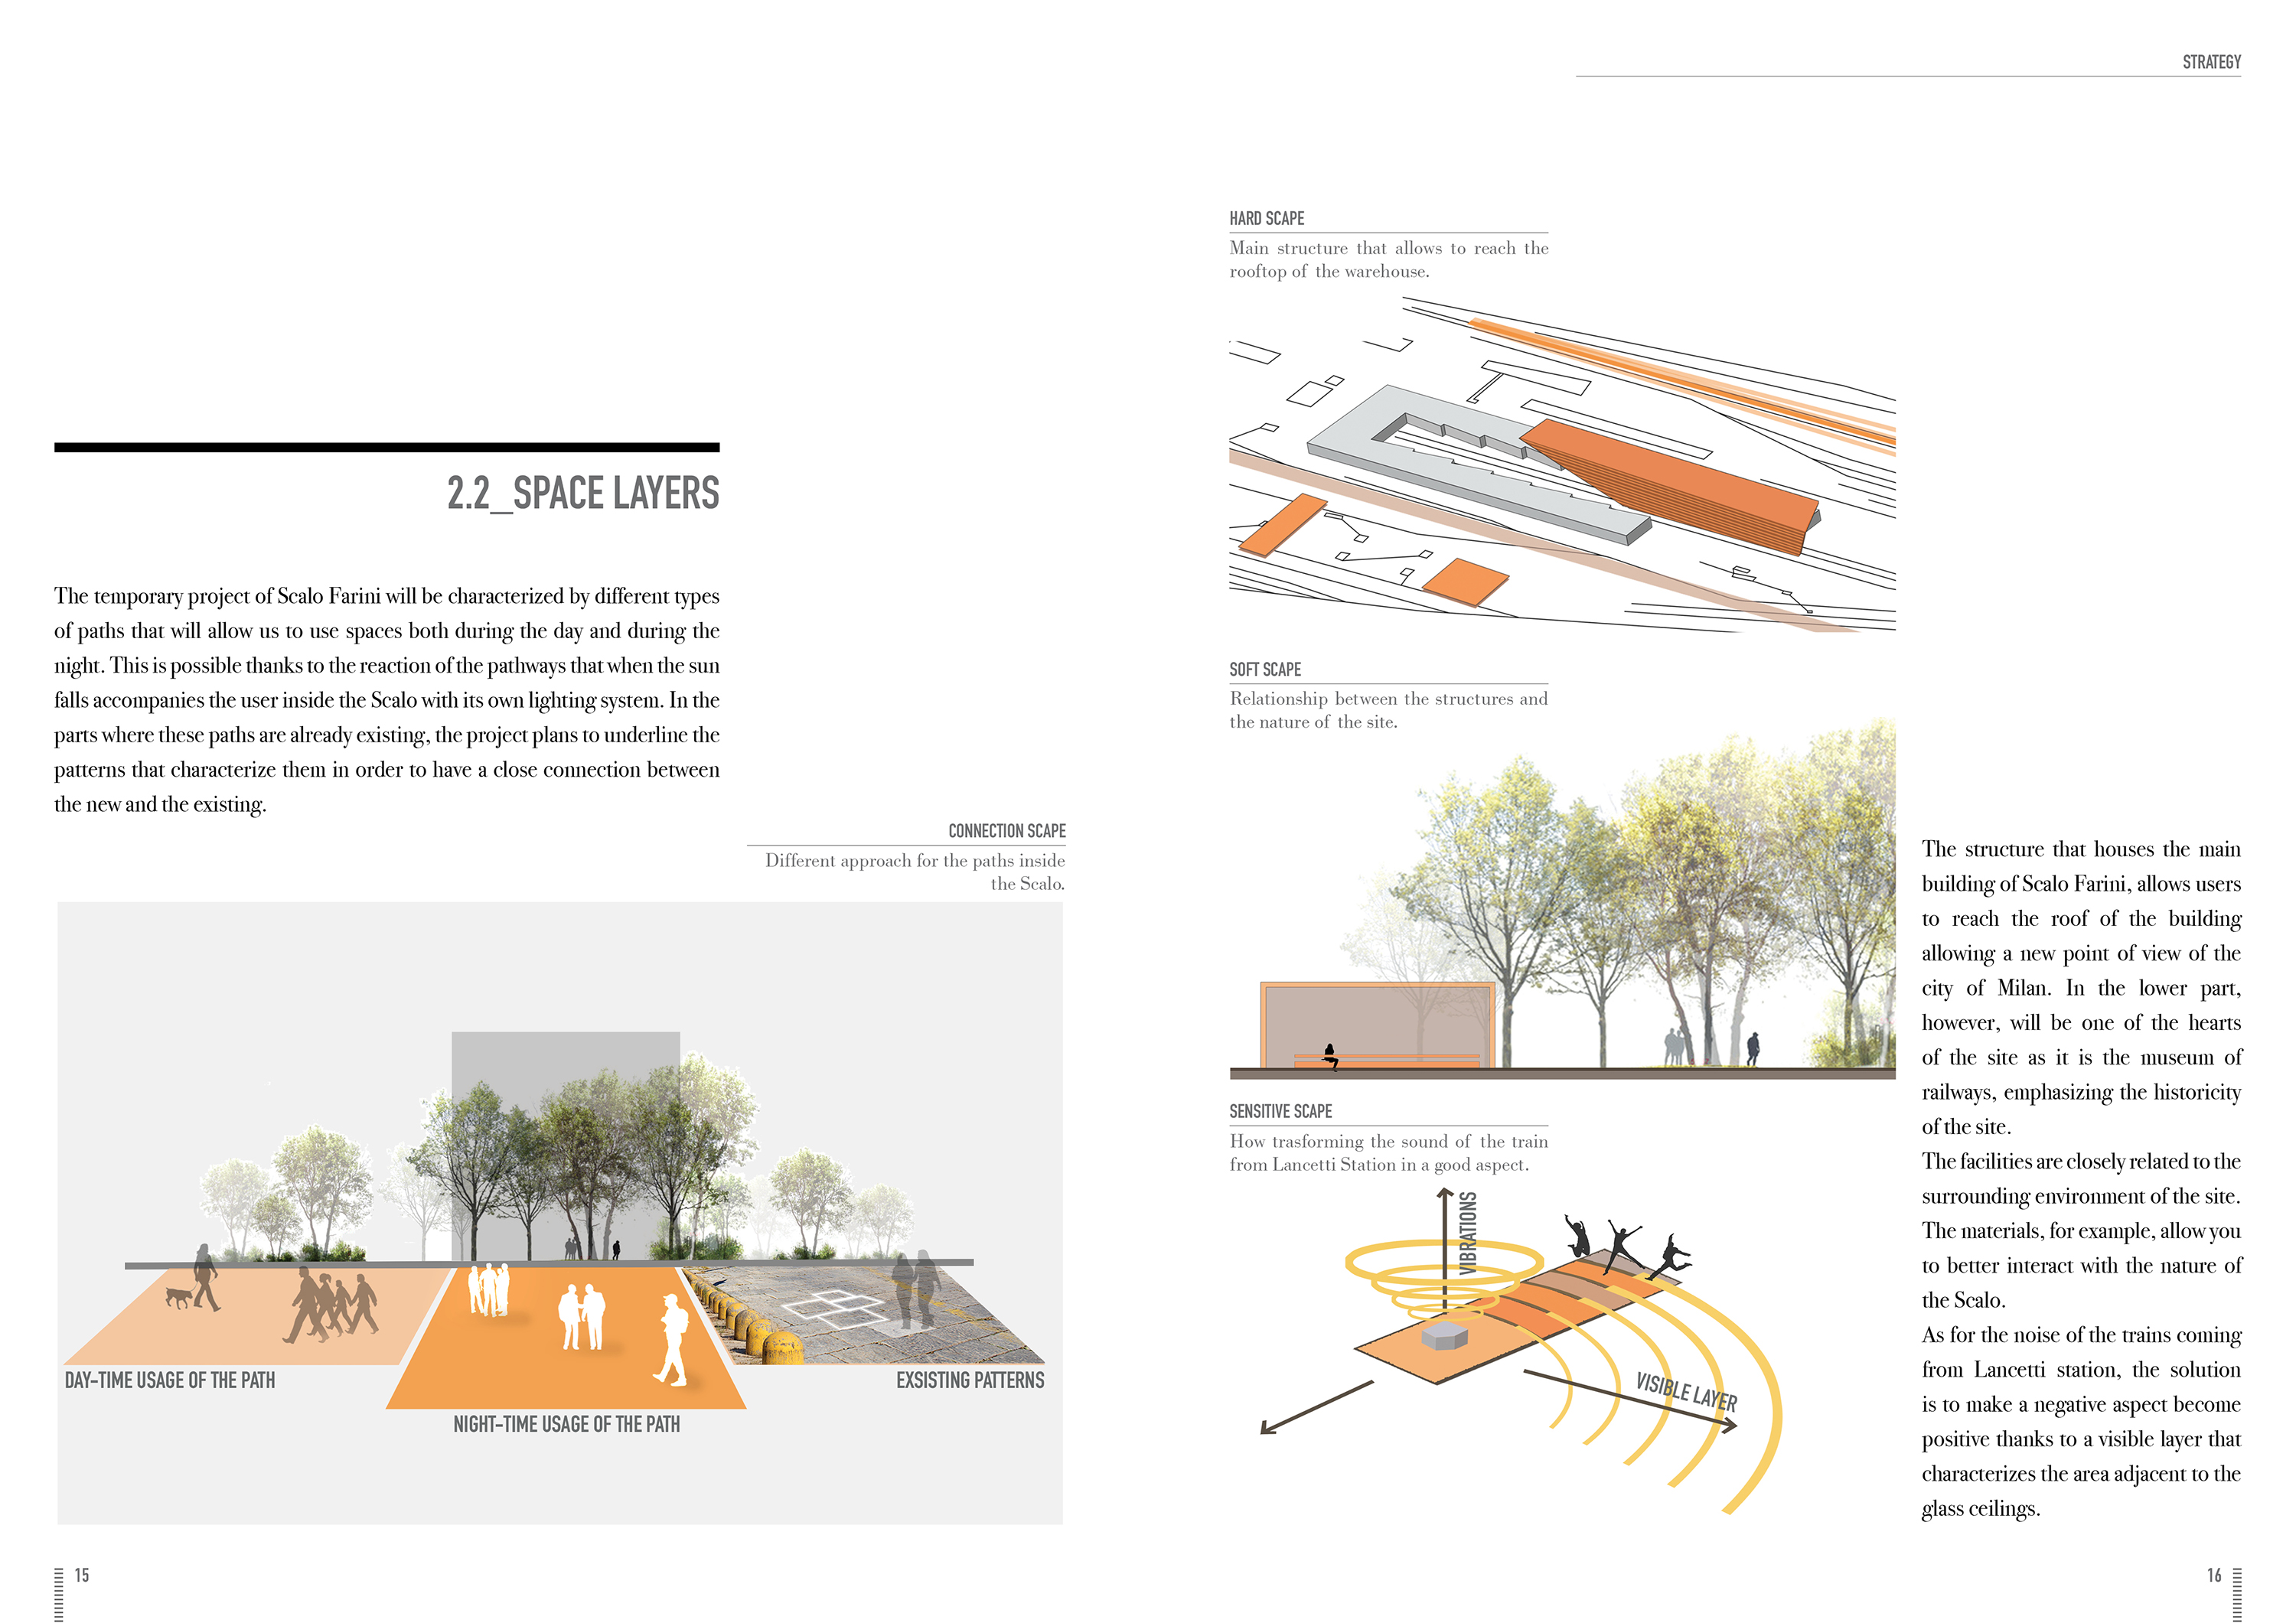 STRATEGY
2.2_SPACE LAYERS
The temporary project of Scalo Farini will be characterized by different types
of paths that will allow us to use spaces both during the day and during the
night. This is possible thanks to the reaction of the pathways that when the sun
falls accompanies the user inside the Scalo with its own lighting system. In the
parts where these paths are already existing, the project plans to underline the
patterns that characterize them in order to have a close connection between
the new and the existing.
CONNECTION SCAPE
Different approach for the paths inside
the Scalo.
DAY-TIME USAGE OF THE PATH
NIGHT-TIME USAGE OF THE PATH
EXSISTING PATTERNS
15
HARD SCAPE
Main structure that allows to reach the
rooftop of the warehouse.
SOFT SCAPE
Relationship between the structures and
the nature of the site.
SENSITIVE SCAPE
How trasforming the sound of the train
from Lancetti Station in a good aspect.
VIBRATIONS
VISIBLE LAYER
The structure that houses the main
building of Scalo Farini, allows users
to reach the roof of the building
allowing a new point of view of the
city of Milan. In the lower part,
however, will be one of the hearts
of the site as it is the museum of
railways, emphasizing the historicity
of the site.
The facilities are closely related to the
surrounding environment of the site.
The materials, for example, allow you
to better interact with the nature of
the Scalo.
As for the noise of the trains coming
from Lancetti station, the solution
is to make a negative aspect become
positive thanks to a visible layer that
characterizes the area adjacent to the
glass ceilings.
16